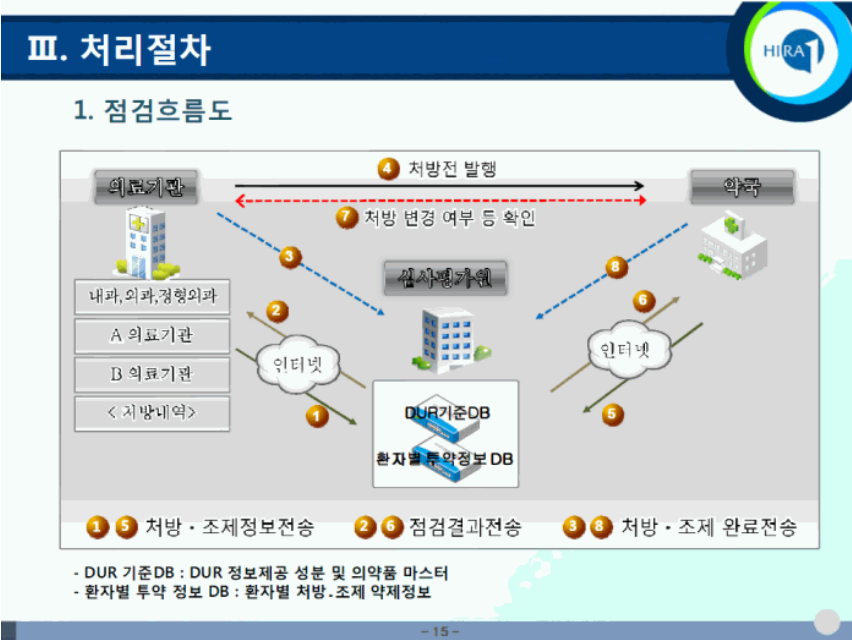 Ⅲ. 처리절차
HIRA
1. 점검흐름도
4 처방전 발행
의료기관
약국
7 처방 변경 여부 등 확인
3
8
심사평가원
내과,외과,정형외과
2
6
A 의료기관
인터넷
인터넷
B 의료기관
<처방내역>
1
5
DUR기준DB
환자별 투약정보 DB
1 5 처방・조제정보전송
2 6 점검결과전송
3 8 처방・조제 완료전송
- DUR 기준DB : DUR 정보제공 성분 및 의약품 마스터
- 환자별 투약 정보 DB : 환자별 처방.조제 약제정보
- 15 -